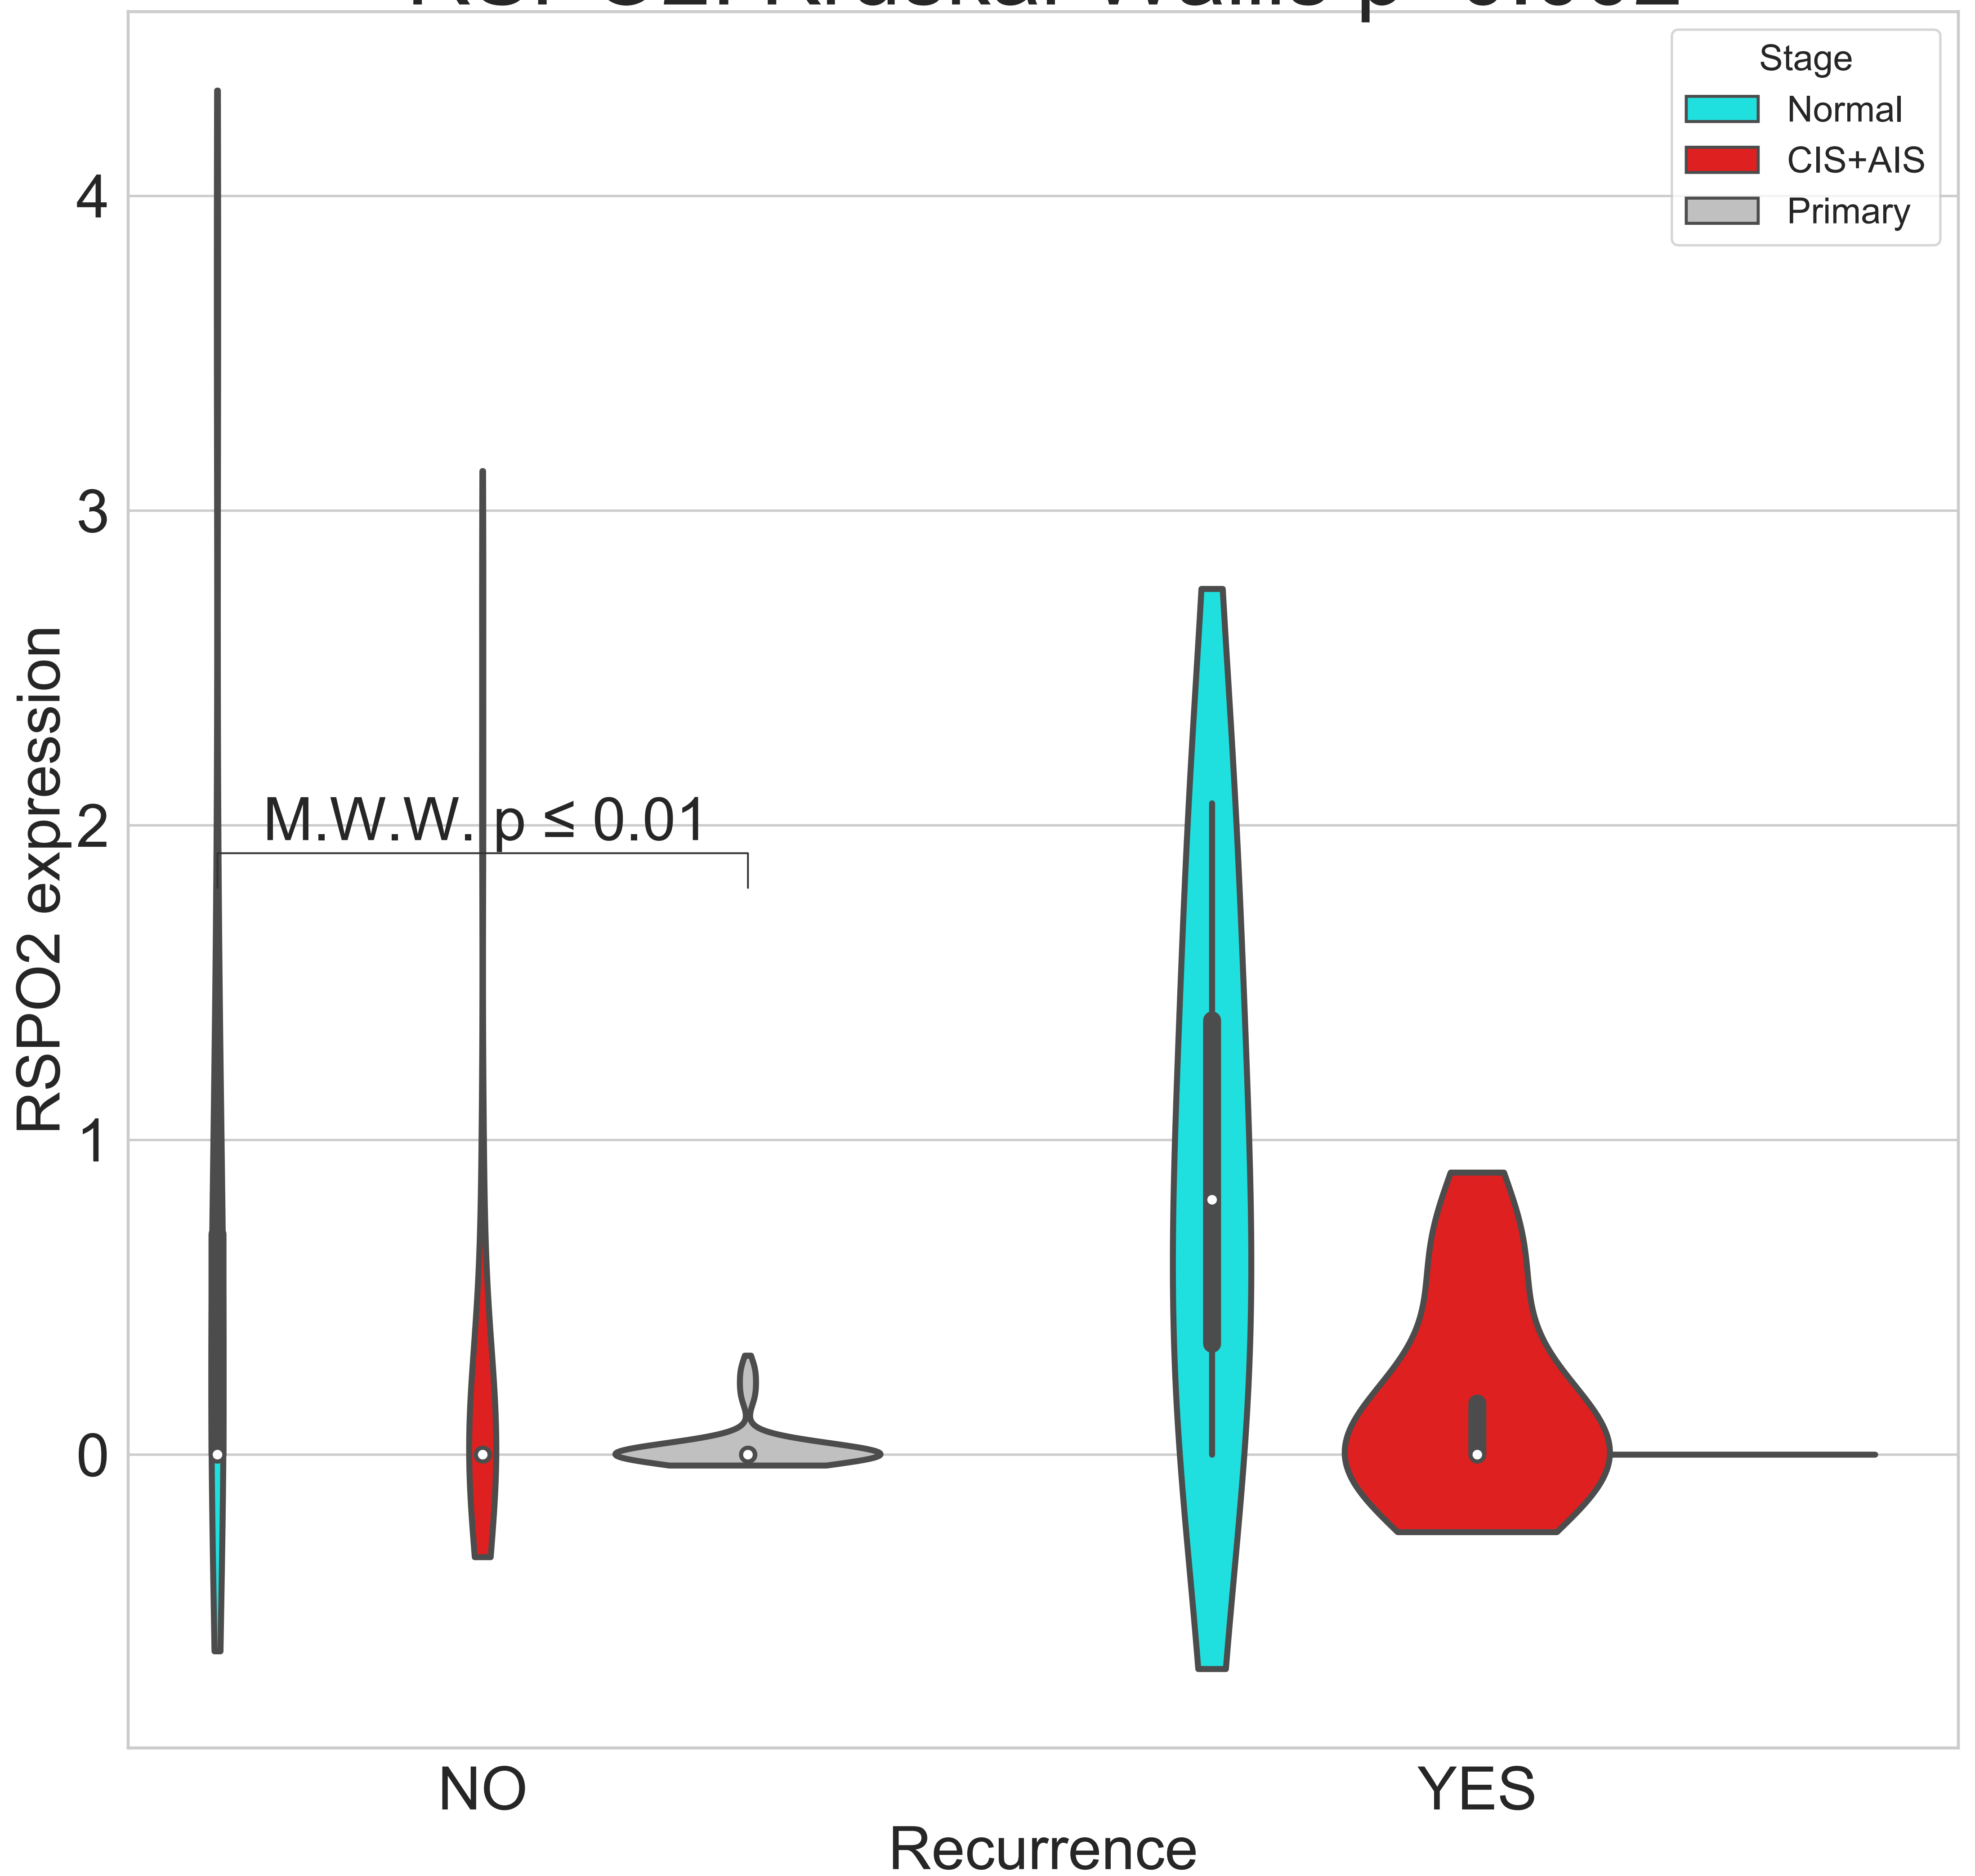 Stage
Normal
CIS+AIS
Primary
4
3
2
1
0
RSPO2 expression
M.W.W. p ≤ 0.01
NO
YES
Recurrence